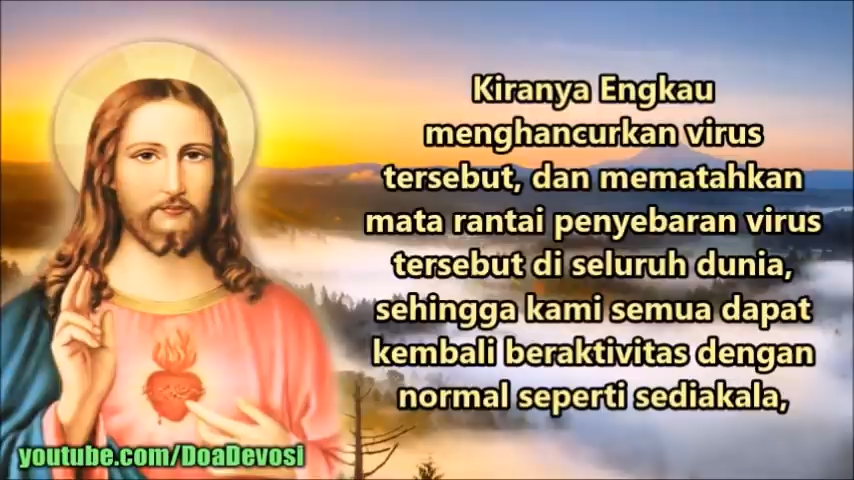 Kiranya Engkau
menghancurkan virus
tersebut, dan mematahkan
mata rantai penyebaran virus
tersebut di seluruh dunia,
sehingga kami semua dapat
kembali beraktivitas dengan
normal seperti sediakala,
youtube.com/DoaDevosi